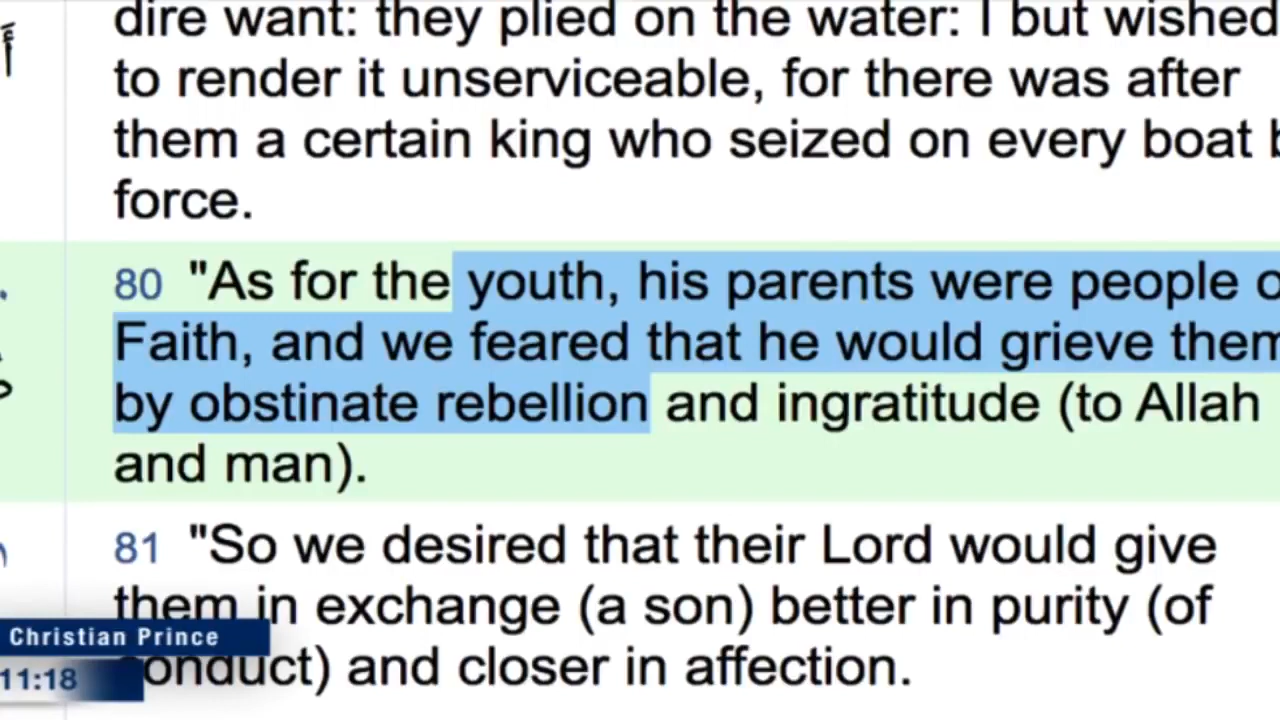 dire want: they plied on the water: I but wished
to render it unserviceable, for there was after
them a certain king who seized on every boat
force.
80 "As for the youth, his parents were people
Faith, and we feared that he would grieve them
by obstinate rebellion and ingratitude (to Allah
and man).
81 "So we desired that their Lord would give
them in exchange (a son) better in purity (of
conduct) and closer in affection.
Christian Prince
11:18